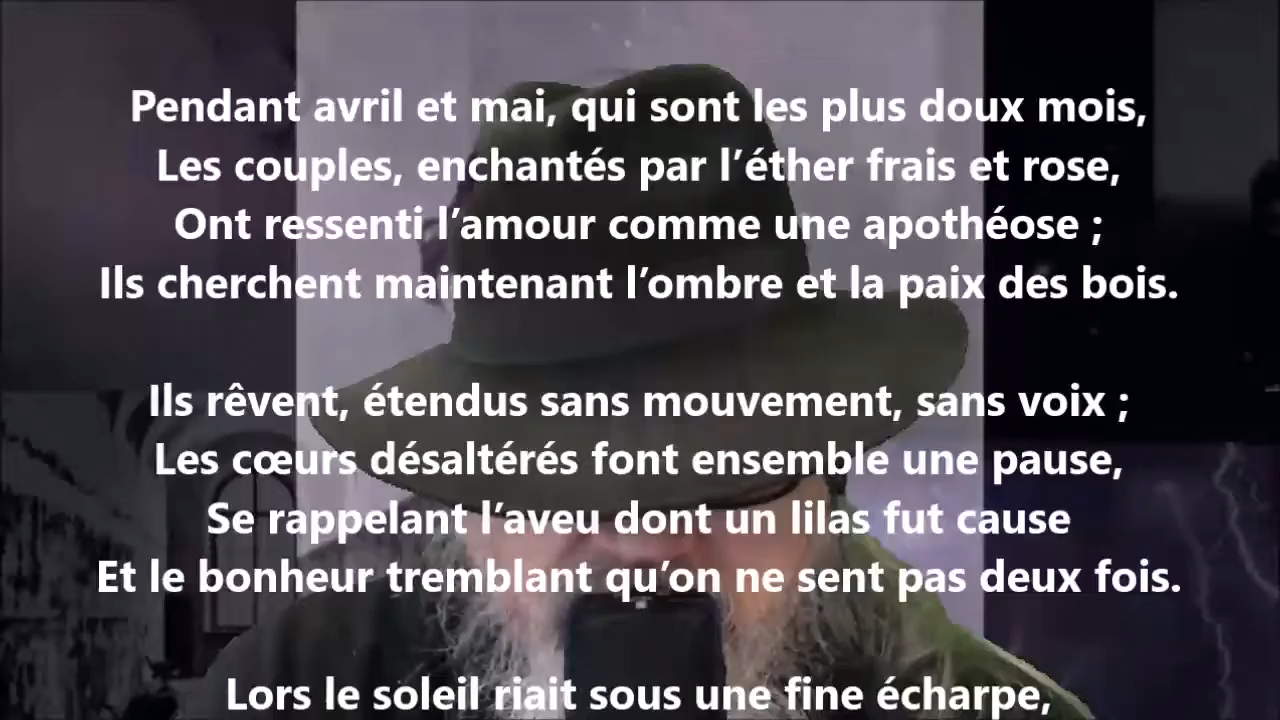 Pendant avril et mai, qui sont les plus doux mois,
Les couples, enchantés par l’éther frais et rose,
Ont ressenti l’amour comme une apothéose ;
Ils cherchent maintenant l’ombre et la paix des bois.
Ils rêvent, étendus sans mouvement, sans voix ;
Les cœurs désaltérés font ensemble une pause,
Se rappelant l’aveu dont un lilas fut cause
Et le bonheur tremblant qu’on ne sent pas deux fois.
Lors le soleil riait sous une fine écharpe,